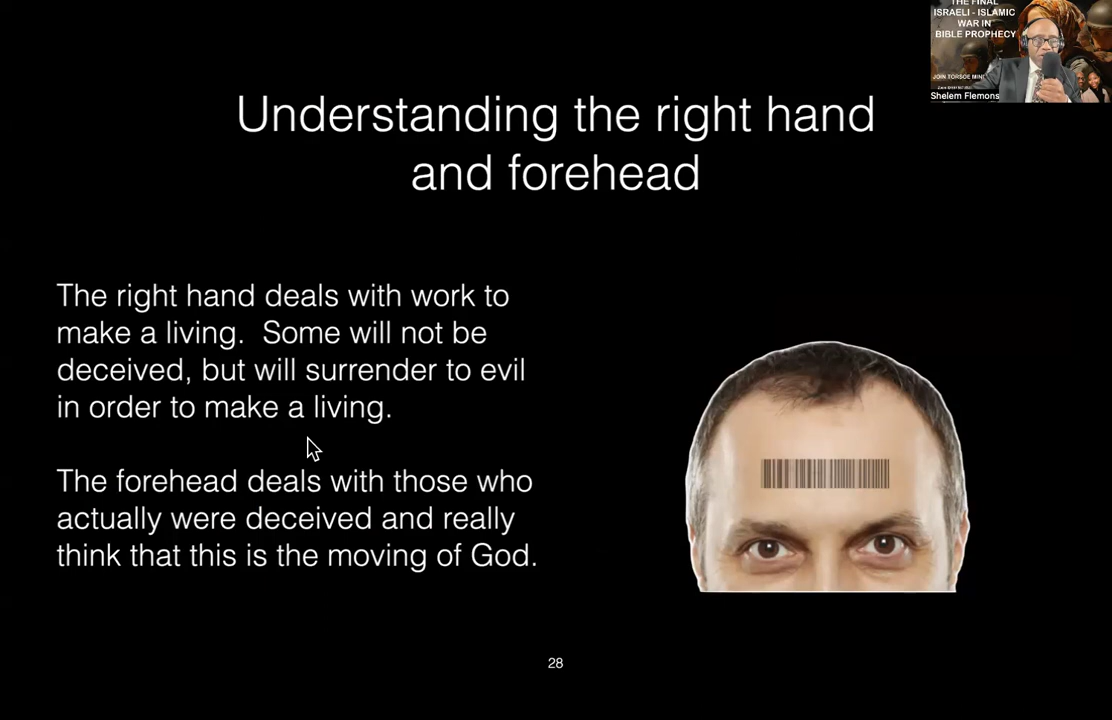 THE FINAL
ISRAELI - ISLAMIC
WAR IN
BIBLE PROPHECY
Shelem Flemons
Understanding the right hand
and forehead
The right hand deals with work to
make a living. Some will not be
deceived, but will surrender to evil
in order to make a living.
The forehead deals with those who
actually were deceived and really
think that this is the moving of God.
28